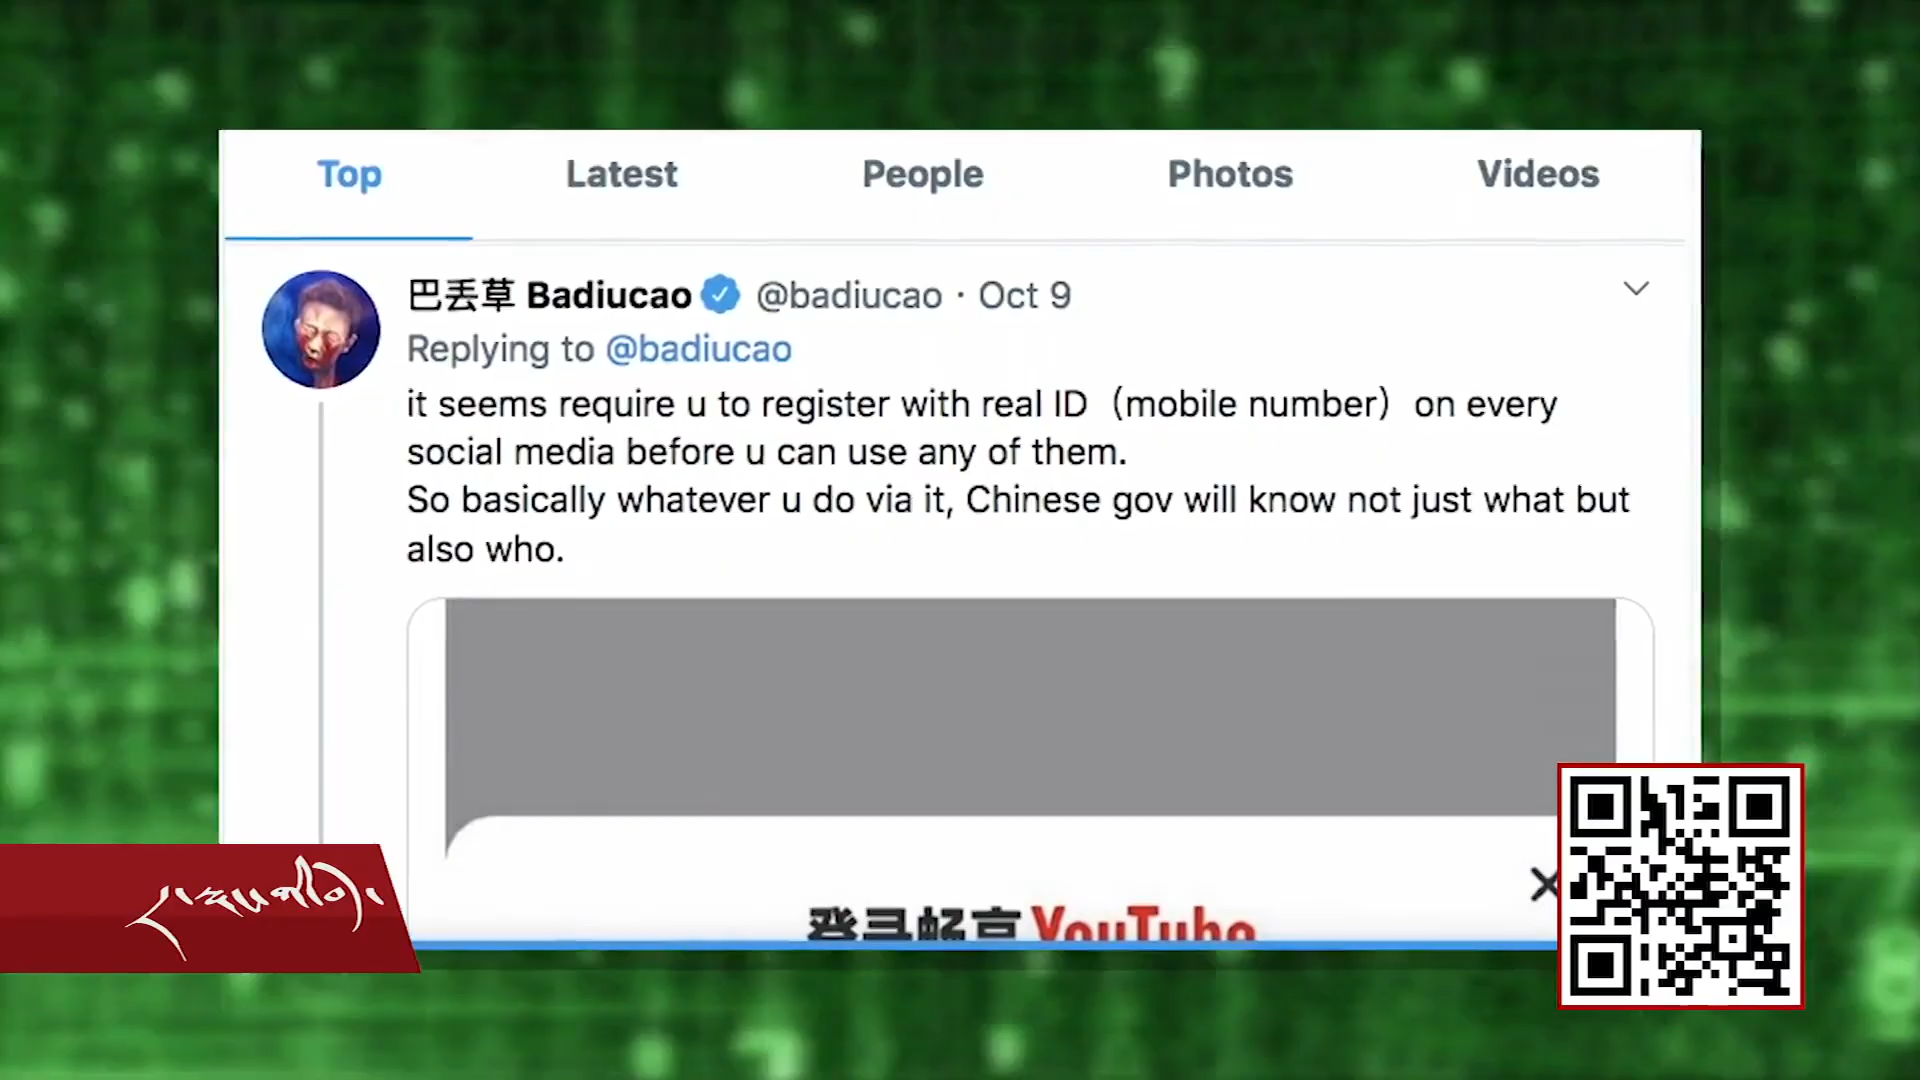 Top Latest People Photos Videos
巴丢草 Badiucao @badiucao · Oct 9
Replying to @badiucao
it seems require u to register with real ID（mobile number）on every
social media before u can use any of them.
So basically whatever u do via it, Chinese gov will know not just what but
also who.
YouTube